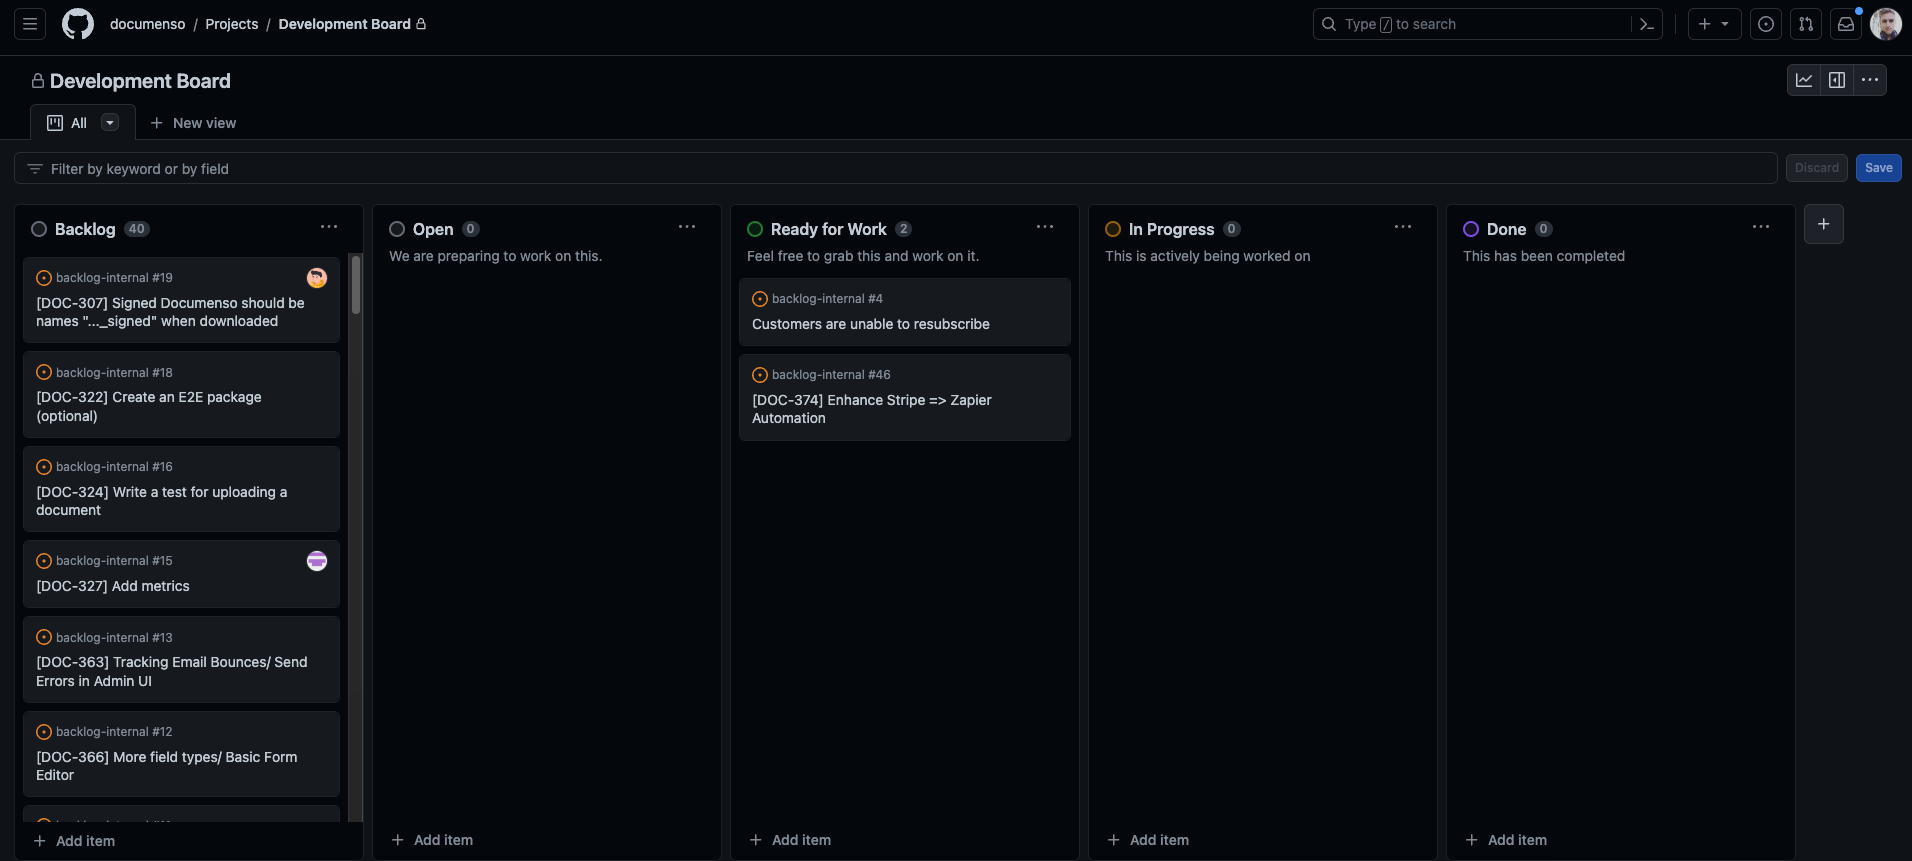 documenso / Projects / Development Board
Type / to search
Development Board
All
New view
Filter by keyword or by field
Discard
Save
Backlog 40
backlog-internal #19
[DOC-307] Signed Documenso should be
names "..._signed" when downloaded
backlog-internal #18
[DOC-322] Create an E2E package
(optional)
backlog-internal #16
[DOC-324] Write a test for uploading a
document
backlog-internal #15
[DOC-327] Add metrics
backlog-internal #13
[DOC-363] Tracking Email Bounces/ Send
Errors in Admin UI
backlog-internal #12
[DOC-366] More field types/ Basic Form
Editor
+ Add item
Open 0
We are preparing to work on this.
+ Add item
Ready for Work 2
Feel free to grab this and work on it.
backlog-internal #4
Customers are unable to resubscribe
backlog-internal #46
[DOC-374] Enhance Stripe => Zapier
Automation
+ Add item
In Progress 0
This is actively being worked on
+ Add item
Done 0
This has been completed
+ Add item